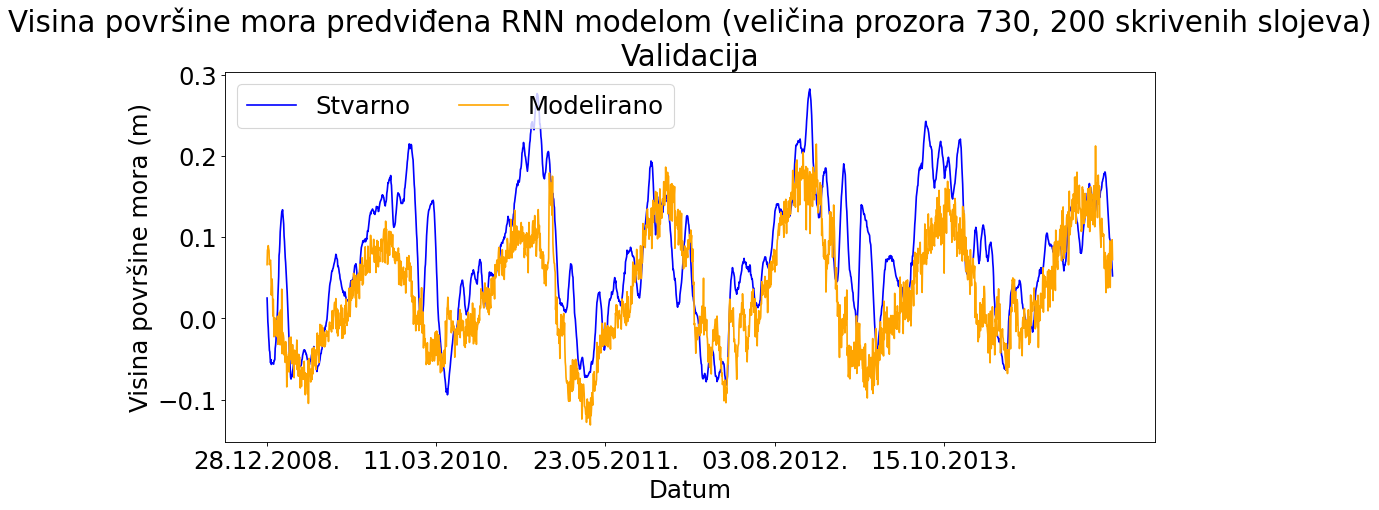 Visina površine mora predviđena RNN modelom (veličina prozora 730, 200 skrivenih slojeva)
Validacija
Stvarno Modelirano
Visina površine mora (m)
0.3
0.2
0.1
0.0
−0.1
28.12.2008. 11.03.2010. 23.05.2011. 03.08.2012. 15.10.2013.
Datum